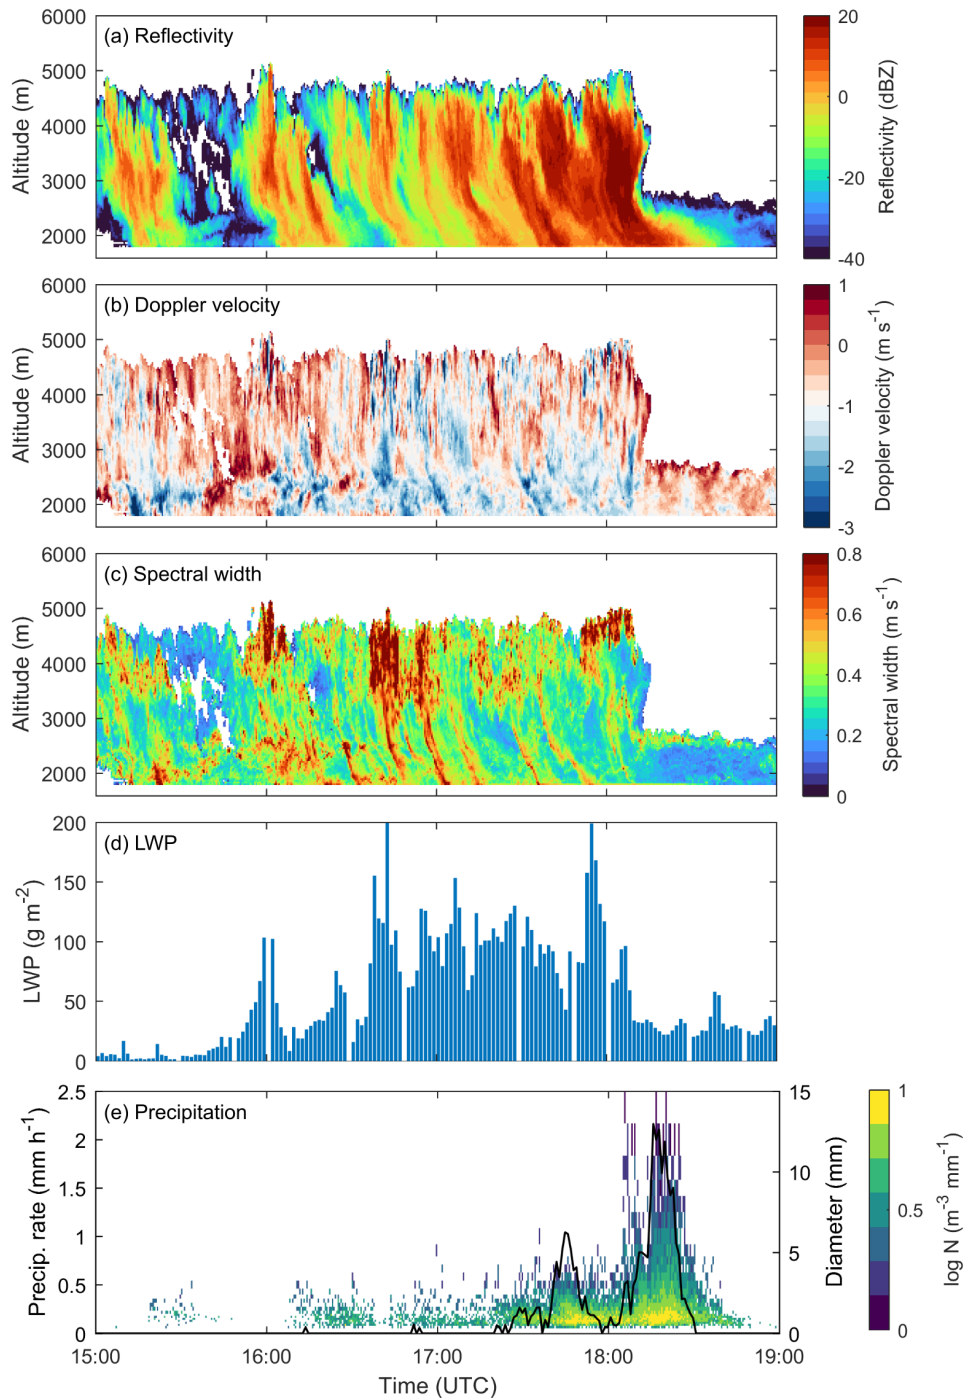 6000
(a) Reflectivity
5000
4000
3000
2000
Altitude (m)
20
0
-20
-40
Reflectivity (dBZ)
6000
(b) Doppler velocity
5000
4000
3000
2000
Altitude (m)
1
0
-1
-2
-3
Doppler velocity (m s⁻¹)
6000
(c) Spectral width
5000
4000
3000
2000
Altitude (m)
0.8
0.6
0.4
0.2
0
Spectral width (m s⁻¹)
200
(d) LWP
150
100
50
0
LWP (g m⁻²)
2.5
(e) Precipitation
2
1.5
1
0.5
0
Precip. rate (mm h⁻¹)
15
10
5
0
Diameter (mm)
1
0.5
0
log N (m⁻³ mm⁻¹)
15:00 16:00 17:00 18:00 19:00
Time (UTC)